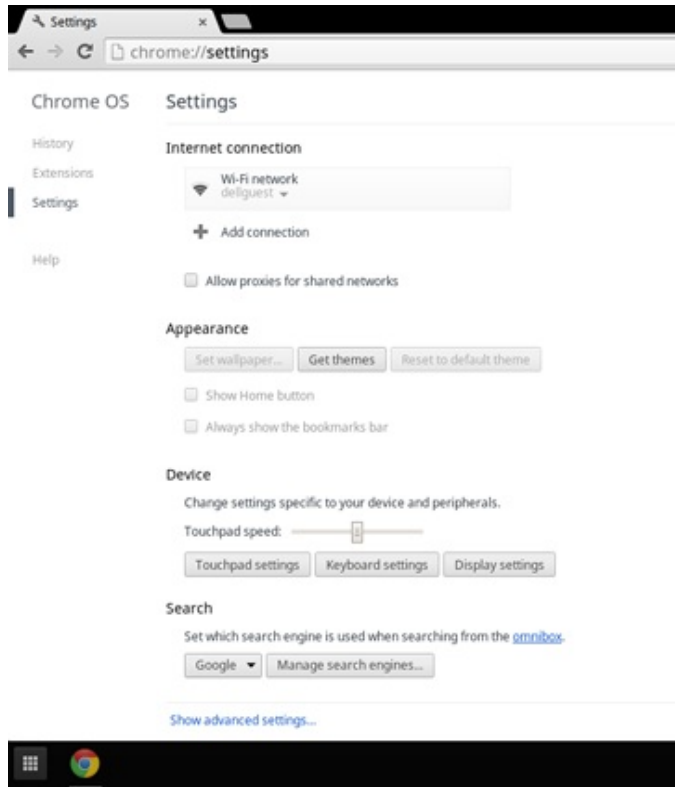 Settings
chrome://settings
Chrome OS
Settings
History
Extensions
Settings
Help
Internet connection
Wi-Fi network
dellguest
Add connection
Allow proxies for shared networks
Appearance
Set wallpaper... Get themes Reset to default theme
Show Home button
Always show the bookmarks bar
Device
Change settings specific to your device and peripherals.
Touchpad speed:
Touchpad settings Keyboard settings Display settings
Search
Set which search engine is used when searching from the omnibox.
Google Manage search engines...
Show advanced settings...